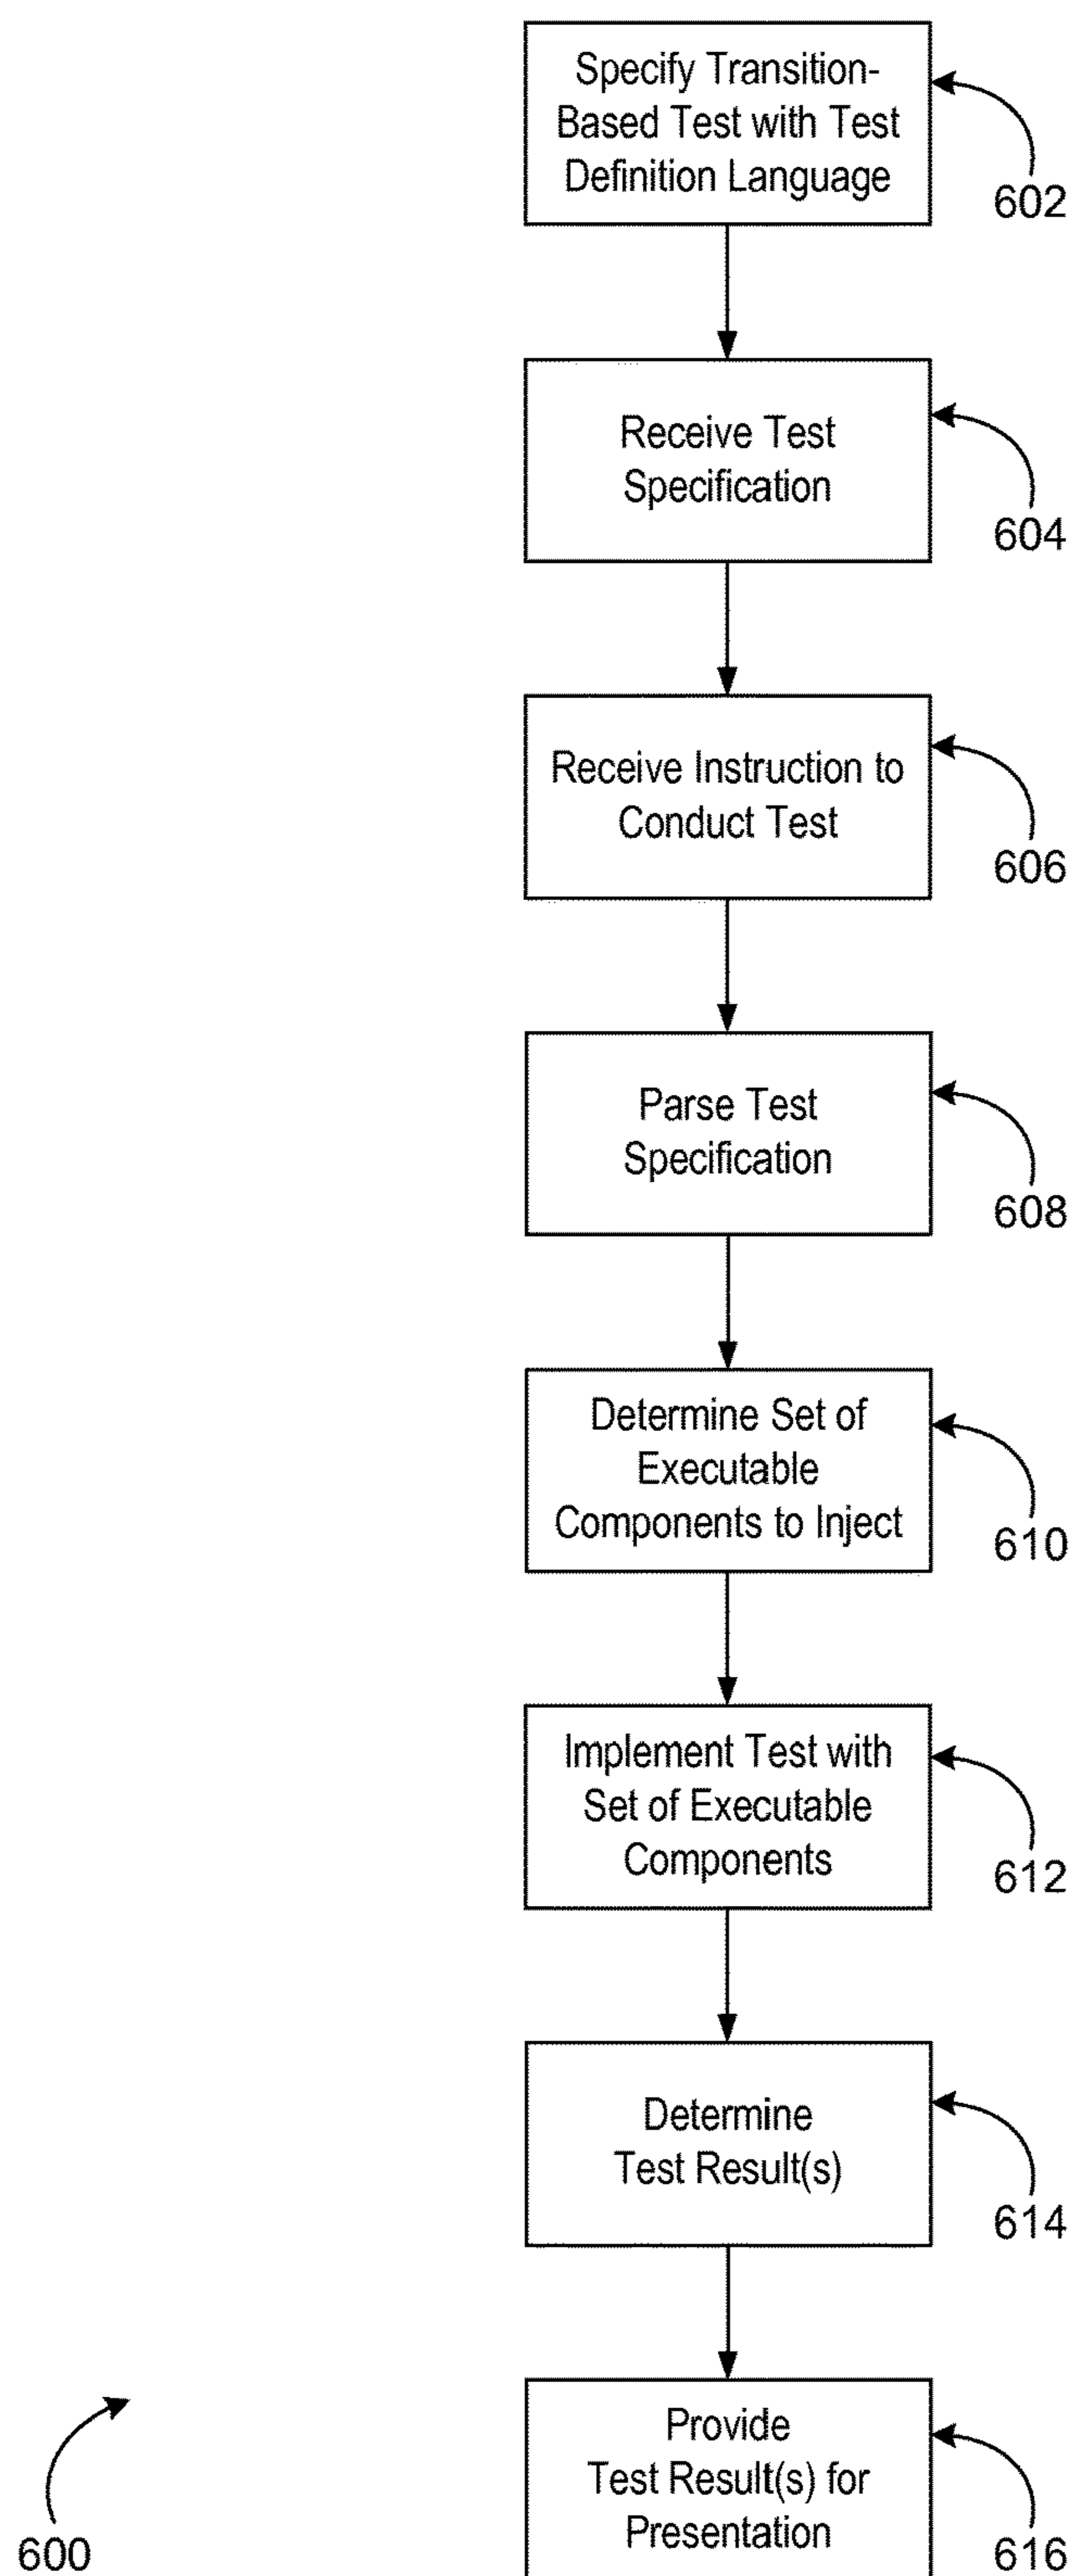 Specify Transition-
Based Test with Test
Definition Language
602
Receive Test
Specification
604
Receive Instruction to
Conduct Test
606
Parse Test
Specification
608
Determine Set of
Executable
Components to Inject
610
Implement Test with
Set of Executable
Components
612
Determine
Test Result(s)
614
Provide
Test Result(s) for
Presentation
616
600